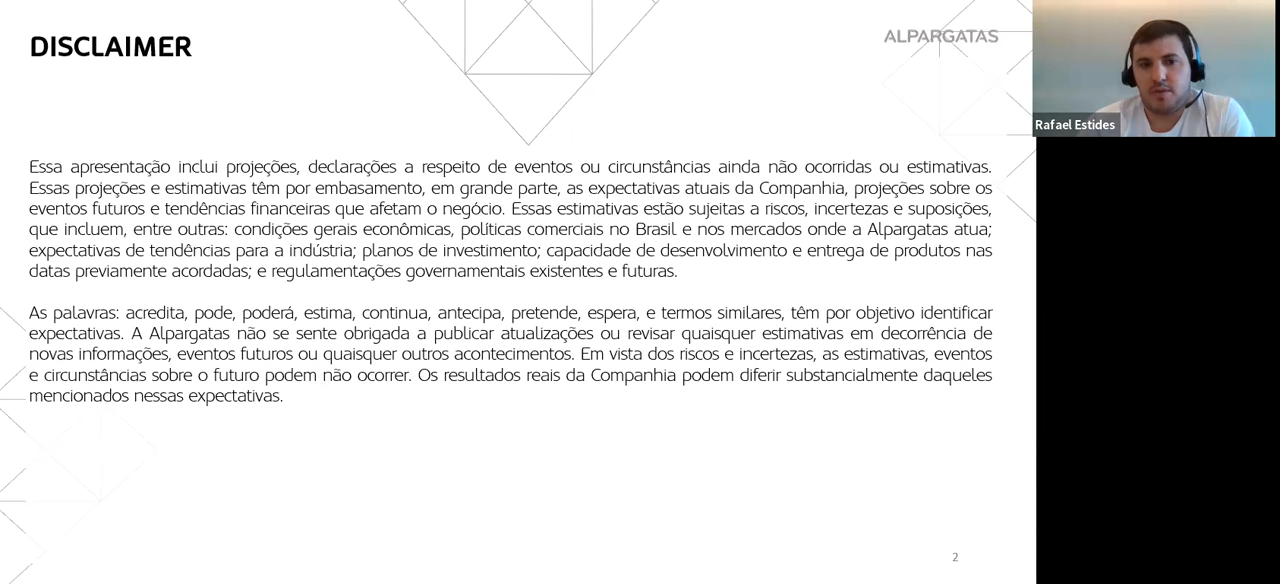 DISCLAIMER
ALPARGATAS
Rafael Estides
Essa apresentação inclui projeções, declarações a respeito de eventos ou circunstâncias ainda não ocorridas ou estimativas.
Essas projeções e estimativas têm por embasamento, em grande parte, as expectativas atuais da Companhia, projeções sobre os
eventos futuros e tendências financeiras que afetam o negócio. Essas estimativas estão sujeitas a riscos, incertezas e suposições,
que incluem, entre outras: condições gerais econômicas, políticas comerciais no Brasil e nos mercados onde a Alpargatas atua;
expectativas de tendências para a indústria; planos de investimento; capacidade de desenvolvimento e entrega de produtos nas
datas previamente acordadas; e regulamentações governamentais existentes e futuras.
As palavras: acredita, pode, poderá, estima, continua, antecipa, pretende, espera, e termos similares, têm por objetivo identificar
expectativas. A Alpargatas não se sente obrigada a publicar atualizações ou revisar quaisquer estimativas em decorrência de
novas informações, eventos futuros ou quaisquer outros acontecimentos. Em vista dos riscos e incertezas, as estimativas, eventos
e circunstâncias sobre o futuro podem não ocorrer. Os resultados reais da Companhia podem diferir substancialmente daqueles
mencionados nessas expectativas.
2